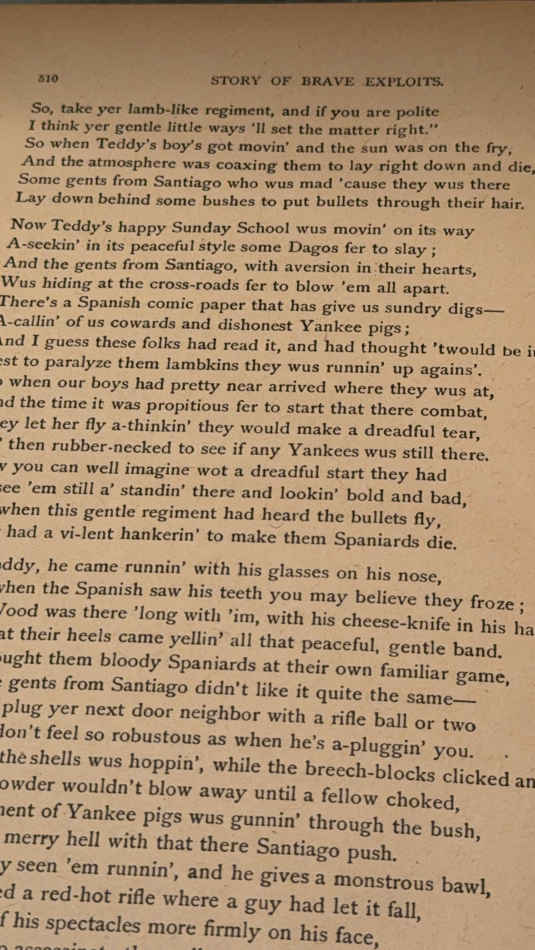 510
STORY OF BRAVE EXPLOITS.
So, take yer lamb-like regiment, and if you are polite
I think yer gentle little ways 'll set the matter right."
So when Teddy's boy's got movin' and the sun was on the fry,
And the atmosphere was coaxing them to lay right down and die,
Some gents from Santiago who wus mad 'cause they wus there
Lay down behind some bushes to put bullets through their hair.
Now Teddy's happy Sunday School wus movin' on its way
A-seekin' in its peaceful style some Dagos fer to slay;
And the gents from Santiago, with aversion in their hearts,
Wus hiding at the cross-roads fer to blow 'em all apart.
There's a Spanish comic paper that has give us sundry digs—
A-callin' of us cowards and dishonest Yankee pigs;
And I guess these folks had read it, and had thought 'twould be
to paralyze them lambkins they wus runnin' up agains'.
when our boys had pretty near arrived where they wus at,
the time it was propitious fer to start that there combat,
let her fly a-thinkin' they would make a dreadful tear,
then rubber-necked to see if any Yankees wus still there.
you can well imagine wot a dreadful start they had
see 'em still a' standin' there and lookin' bold and bad,
when this gentle regiment had heard the bullets fly,
had a vi-lent hankerin' to make them Spaniards die.
he came runnin' with his glasses on his nose,
when the Spanish saw his teeth you may believe they froze;
was there 'long with 'im, with his cheese-knife in his
at their heels came yellin' all that peaceful, gentle band.
them bloody Spaniards at their own familiar game,
gents from Santiago didn't like it quite the same—
plug yer next door neighbor with a rifle ball or two
don't feel so robustous as when he's a-pluggin' you.
the shells wus hoppin', while the breech-blocks clicked
wouldn't blow away until a fellow choked,
of Yankee pigs wus gunnin' through the bush,
merry hell with that there Santiago push.
seen 'em runnin', and he gives a monstrous bawl,
a red-hot rifle where a guy had let it fall,
his spectacles more firmly on his face,